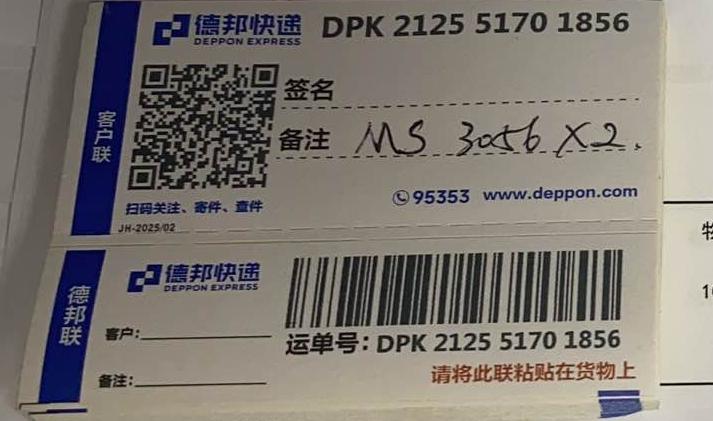 德邦快递 DPK 2125 5170 1856
DEPPON EXPRESS
客户联
签名
备注 MS 3056 X2.
95353 www.deppon.com
扫码关注、寄件、查件
JH-2025/02
德邦联
德邦快递
DEPPON EXPRESS
客户:
运单号: DPK 2125 5170 1856
备注:
请将此联粘贴在货物上